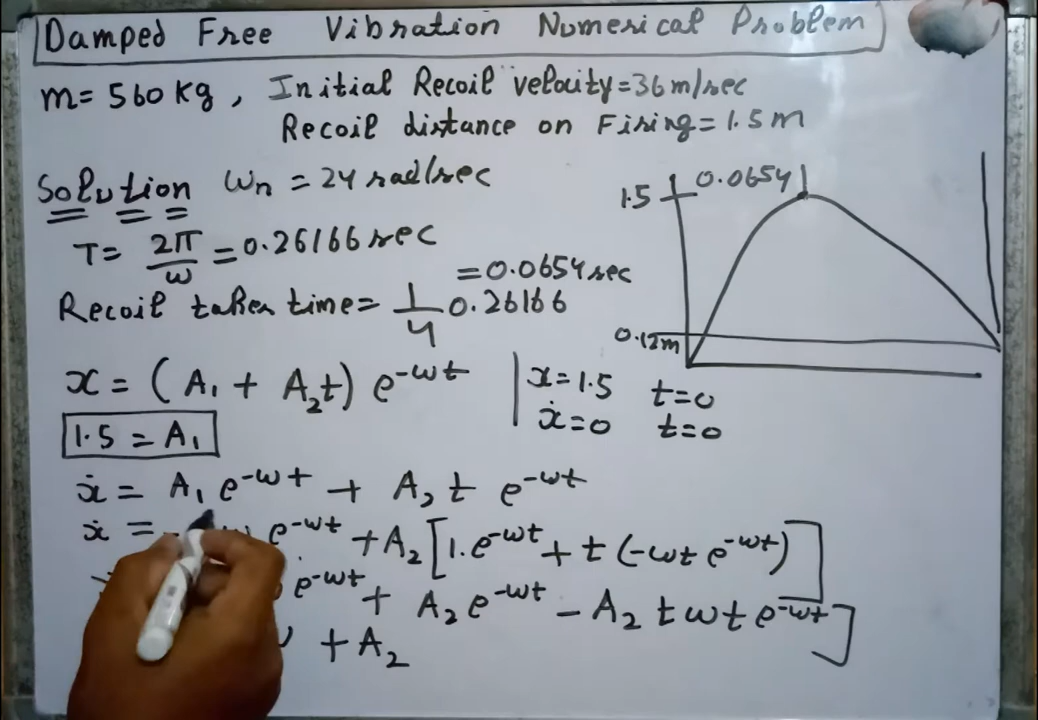 Damped Free Vibration Numerical Problem
m= 560 kg , Initial Recoil velocity=36m/sec
Recoil distance on Firing= 1.5 m
Solution ωn = 24 rad/sec
T= 2π/ω = 0.26166 sec
= 0.0654 sec
Recoil taken time= 1/4 0.26166
1.5
0.0654
0.12m
x = (A1 + A2t) e-ωt
x=1.5 t=0
ẋ=0 t=0
1.5 = A1
ẋ = A1 e-ωt + A2 t e-ωt
ẋ = e-ωt + A2 [1.e-ωt + t (-ωt e-ωt)]
e-ωt + A2 e-ωt - A2 t ωt e-ωt]
+ A2